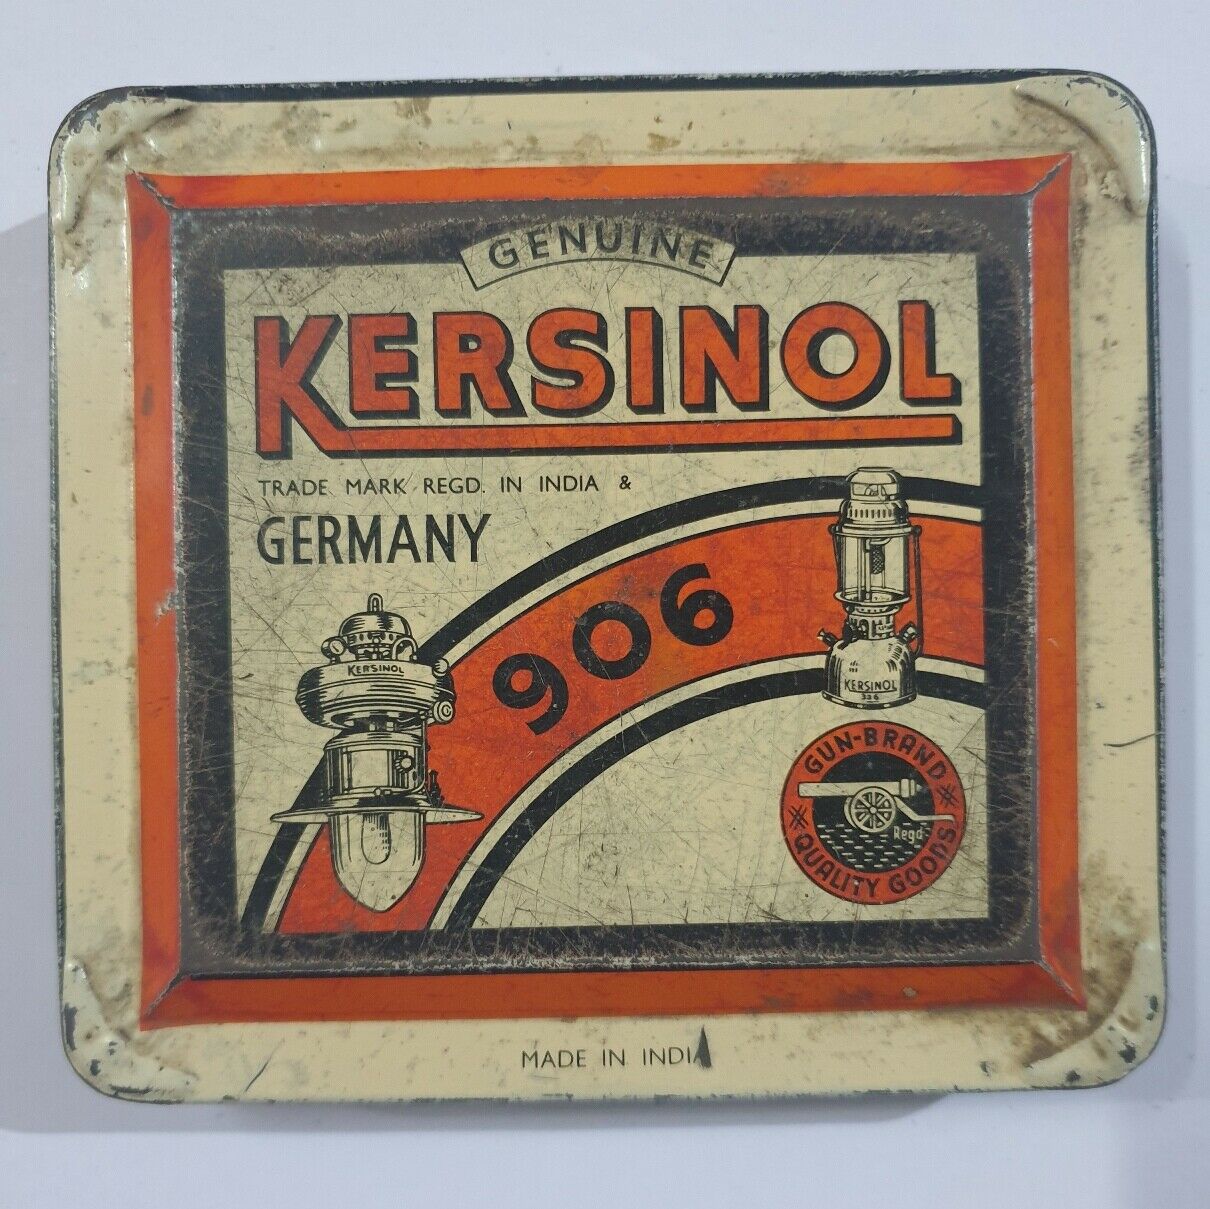 GENUINE
KERSINOL
TRADE MARK REGD. IN INDIA &
GERMANY
906
KERSINOL
KERSINOL
336
GUN-BRAND
Regd.
QUALITY GOODS
MADE IN INDIA